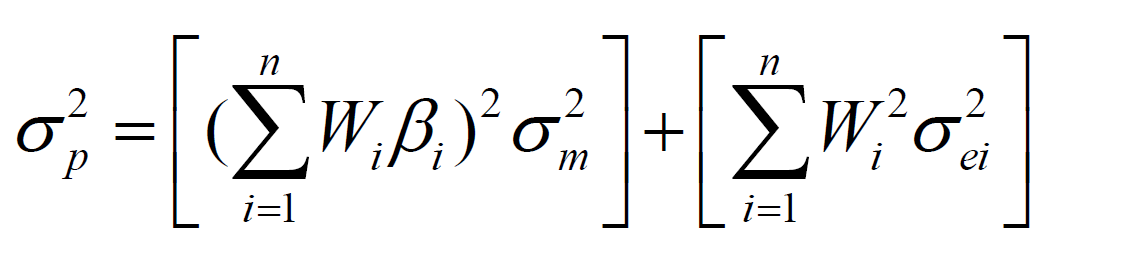 σ_p^2 = [(∑_{i=1}^{n} W_i β_i)^2 σ_m^2] + [∑_{i=1}^{n} W_i^2 σ_{ei}^2]